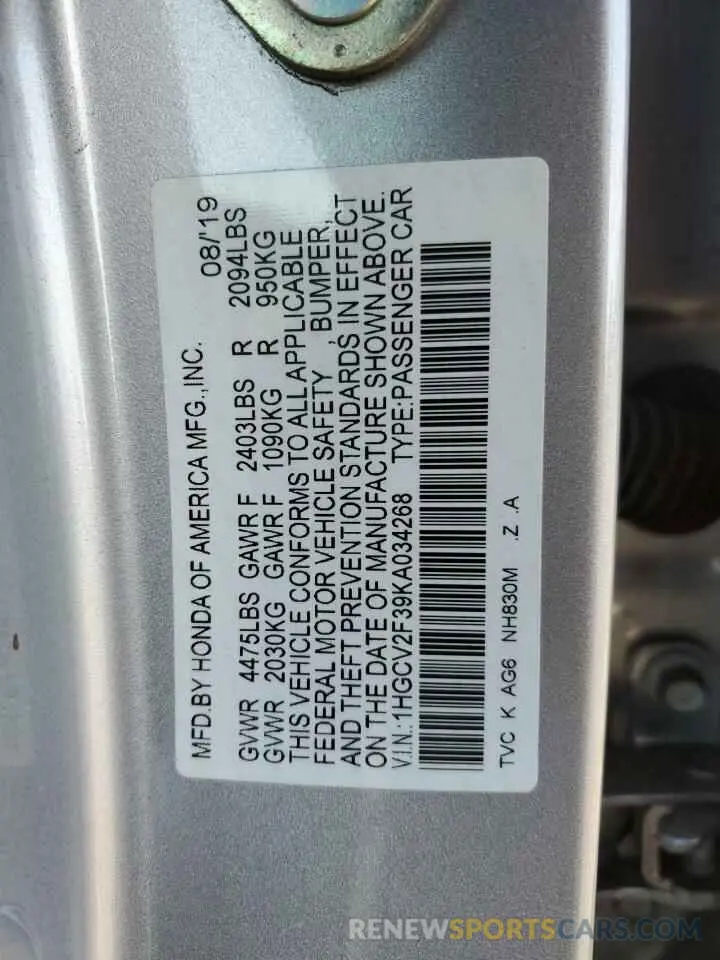 MFD.BY HONDA OF AMERICA MFG.,INC. 08/'19
GVWR 4475LBS GAWR F 2403LBS R 2094LBS
GVWR 2030KG GAWR F 1090KG R 950KG
THIS VEHICLE CONFORMS TO ALL APPLICABLE
FEDERAL MOTOR VEHICLE SAFETY , BUMPER,
AND THEFT PREVENTION STANDARDS IN EFFECT
ON THE DATE OF MANUFACTURE SHOWN ABOVE.
V.I.N.:1HGCV2F39KA034268 TYPE:PASSENGER CAR
TVC K AG6 NH830M .Z .A
RENEWSPORTSCARS.COM